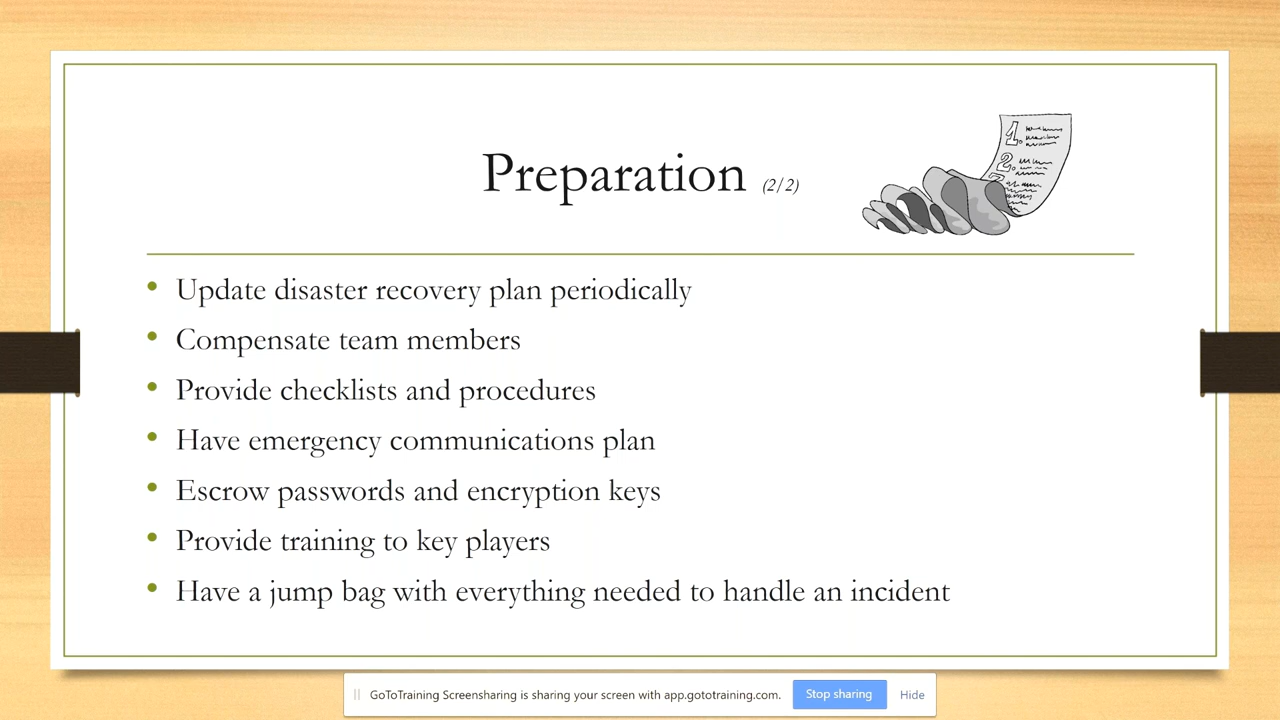 Preparation (2/2)
1.
2.
• Update disaster recovery plan periodically
• Compensate team members
• Provide checklists and procedures
• Have emergency communications plan
• Escrow passwords and encryption keys
• Provide training to key players
• Have a jump bag with everything needed to handle an incident
GoToTraining Screensharing is sharing your screen with app.gototraining.com. Stop sharing Hide